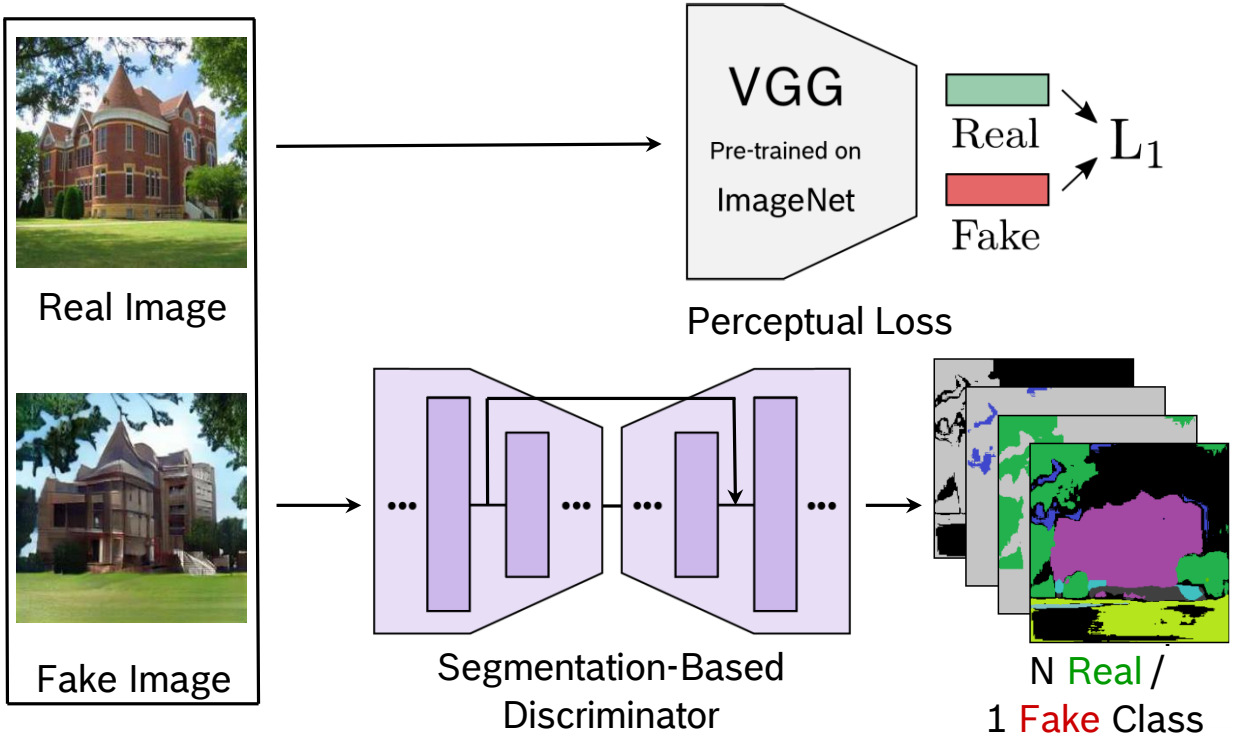 Real Image
Fake Image
VGG
Pre-trained on
ImageNet
Real
Fake
L₁
Perceptual Loss
Segmentation-Based
Discriminator
N Real /
1 Fake Class